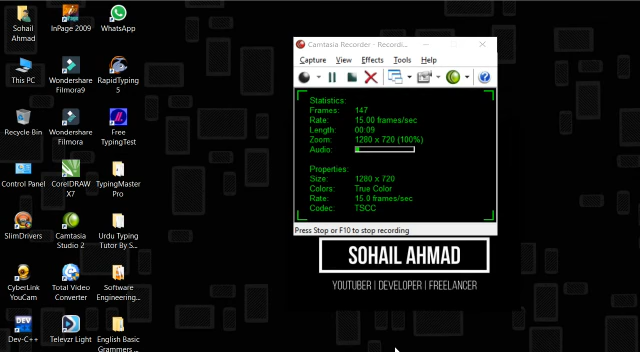 Sohail
Ahmad
InPage 2009
WhatsApp
This PC
Wondershare
Filmora9
RapidTyping
5
Recycle Bin
Wondershare
Filmora
Free
TypingTest
Control Panel
CorelDRAW
X7
TypingMaster
Pro
SlimDrivers
Camtasia
Studio 2
Urdu Typing
Tutor By S...
CyberLink
YouCam
Total Video
Converter
Software
Engineering...
DEV
Dev-C++
Televzr Light
English Basic
Grammers ...
Camtasia Recorder - Recordi...
Capture View Effects Tools Help
Statistics:
Frames: 147
Rate: 15.00 frames/sec
Length: 00:09
Zoom: 1280 x 720 (100%)
Audio:
Properties:
Size: 1280 x 720
Colors: True Color
Rate: 15.0 frames/sec
Codec: TSCC
Press Stop or F10 to stop recording
SOHAIL AHMAD
YOUTUBER | DEVELOPER | FREELANCER